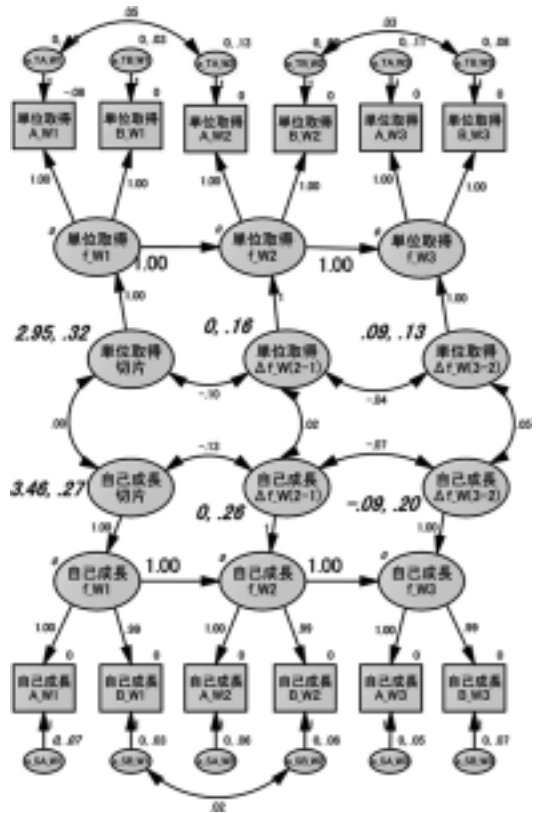 .05 .03
0,.03 0,.13 0,.11 0,.08
-.08 0 0 0 0 0
単位取得 単位取得 単位取得 単位取得 単位取得 単位取得
A_W1 B_W1 A_W2 B_W2 A_W3 B_W3
1.00 1.00 1.00 1.00 1.00 1.00
0 0 0
単位取得 単位取得 単位取得
f_W1 f_W2 f_W3
1.00 1.00
1.00 1 1.00
2.95, .32 0, .16 .09, .13
単位取得 単位取得 単位取得
切片 Δf_W(2-1) Δf_W(3-2)
-.10 -.04
.02 .05
-.13 -.07
自己成長 自己成長 自己成長
切片 Δf_W(2-1) Δf_W(3-2)
3.46, .27 0, .26 -.09, .20
1.00 1 1.00
0 1.00 0 1.00 0
自己成長 自己成長 自己成長
f_W1 f_W2 f_W3
1.00 .99 1.00 .99 1.00 .99
0 0 0 0 0 0
自己成長 自己成長 自己成長 自己成長 自己成長 自己成長
A_W1 B_W1 A_W2 B_W2 A_W3 B_W3
0,.07 0,.03 0,.06 0,.06 0,.05 0,.07
.02